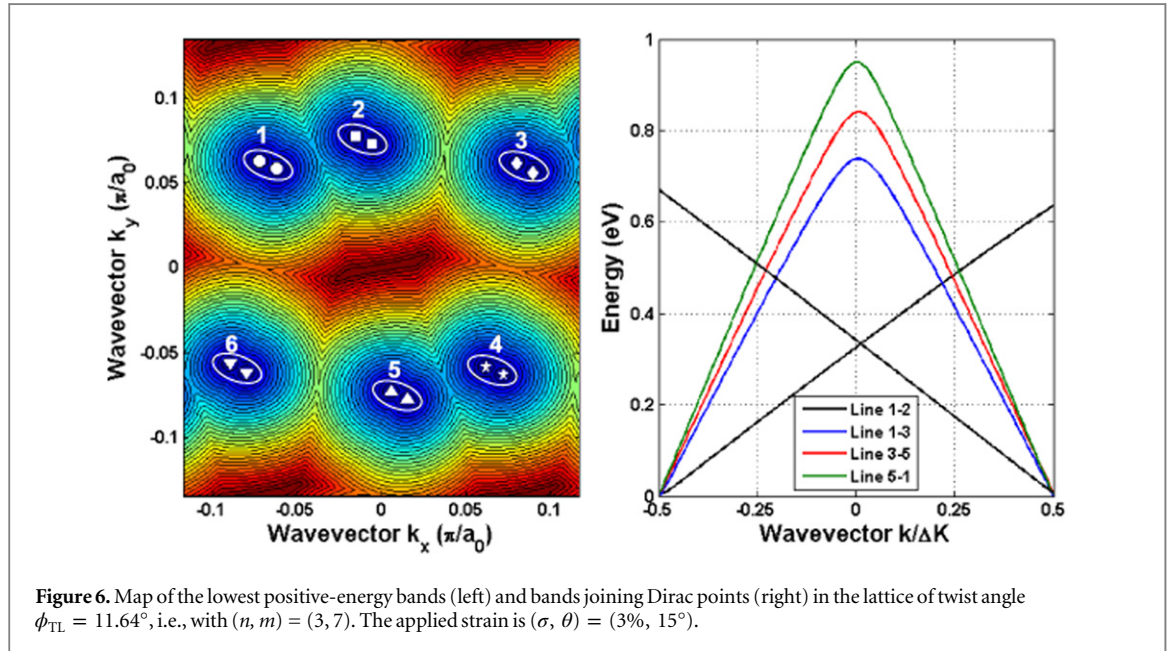 1
2
3
4
5
6
0.1
0.05
0
-0.05
-0.1
-0.1
-0.05
0
0.05
0.1
Wavevector k_y (π/a_0)
Wavevector k_x (π/a_0)
1
0.8
0.6
0.4
0.2
0
-0.5
-0.25
0
0.25
0.5
Energy (eV)
Wavevector k/ΔK
Line 1-2
Line 1-3
Line 3-5
Line 5-1
Figure 6. Map of the lowest positive-energy bands (left) and bands joining Dirac points (right) in the lattice of twist angle
ϕ_TL = 11.64°, i.e., with (n, m) = (3, 7). The applied strain is (σ, θ) = (3%, 15°).